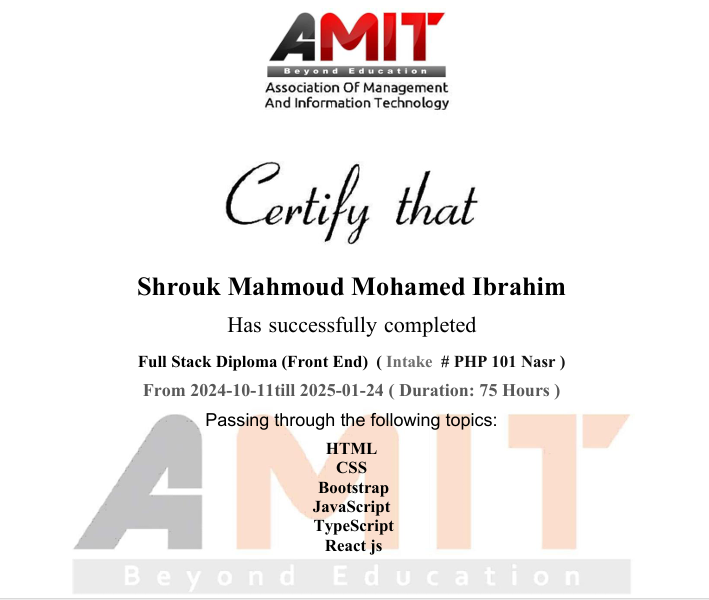 AMIT
Beyond Education
Association Of Management
And Information Technology
Certify that
Shrouk Mahmoud Mohamed Ibrahim
Has successfully completed
Full Stack Diploma (Front End) ( Intake # PHP 101 Nasr )
From 2024-10-11till 2025-01-24 ( Duration: 75 Hours )
Passing through the following topics:
HTML
CSS
Bootstrap
JavaScript
TypeScript
React js
AMIT
Beyond Education